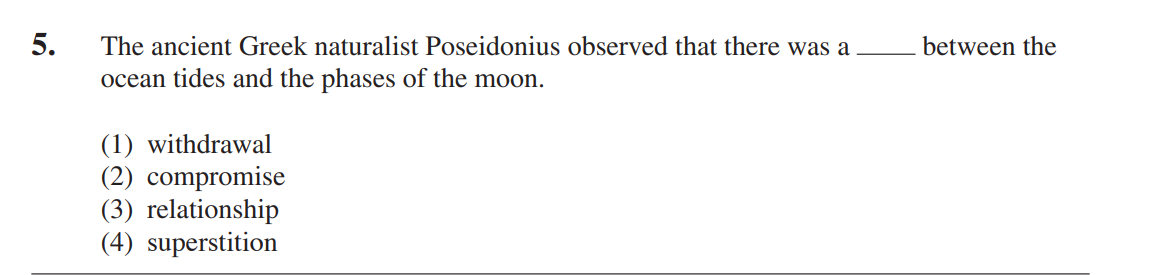 5. The ancient Greek naturalist Poseidonius observed that there was a ____ between the
ocean tides and the phases of the moon.
(1) withdrawal
(2) compromise
(3) relationship
(4) superstition